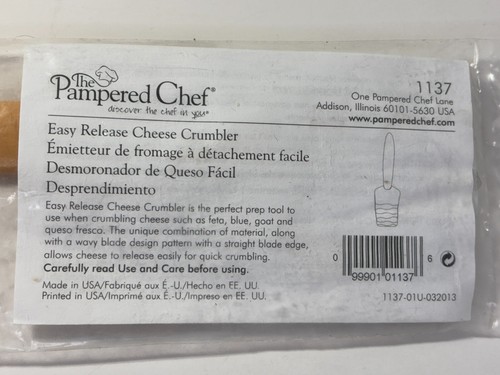 The
Pampered Chef®
discover the chef in you®
1137
One Pampered Chef Lane
Addison, Illinois 60101-5630 USA
www.pamperedchef.com
Easy Release Cheese Crumbler
Émietteur de fromage à détachement facile
Desmoronador de Queso Fácil
Desprendimiento
Easy Release Cheese Crumbler is the perfect prep tool to
use when crumbling cheese such as feta, blue, goat and
queso fresca. The unique combination of material, along
with a wavy blade design pattern with a straight blade edge,
allows cheese to release easily for quick crumbling.
Carefully read Use and Care before using.
Made in USA/Fabriqué aux É.-U./Hecho en EE. UU.
Printed in USA/Imprimé aux É.-U./Impreso en EE. UU.
0 99901 01137 6
1137-01U-032013